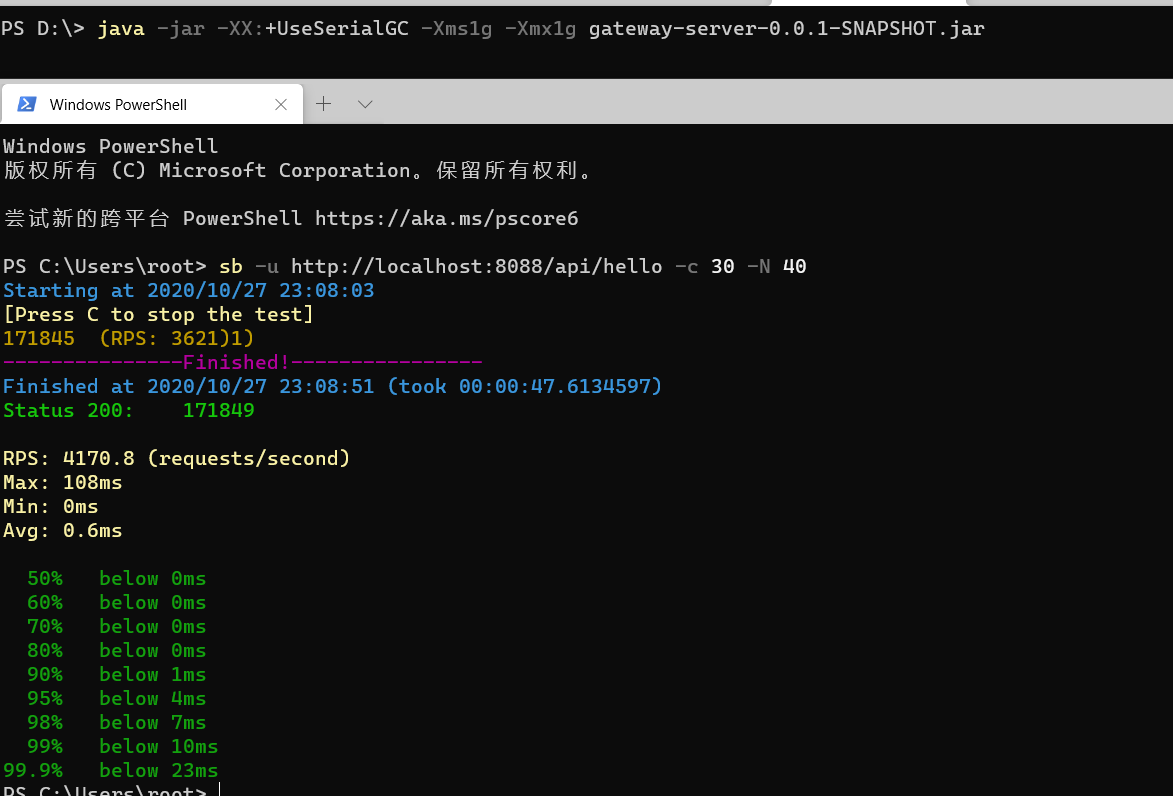 PS D:\> java -jar -XX:+UseSerialGC -Xms1g -Xmx1g gateway-server-0.0.1-SNAPSHOT.jar
Windows PowerShell
Windows PowerShell
版权所有 (C) Microsoft Corporation。保留所有权利。
尝试新的跨平台 PowerShell https://aka.ms/pscore6
PS C:\Users\root> sb -u http://localhost:8088/api/hello -c 30 -N 40
Starting at 2020/10/27 23:08:03
[Press C to stop the test]
171845  (RPS: 3621)1)
---------------Finished!----------------
Finished at 2020/10/27 23:08:51 (took 00:00:47.6134597)
Status 200:    171849
RPS: 4170.8 (requests/second)
Max: 108ms
Min: 0ms
Avg: 0.6ms
50%   below 0ms
60%   below 0ms
70%   below 0ms
80%   below 0ms
90%   below 1ms
95%   below 4ms
98%   below 7ms
99%   below 10ms
99.9%   below 23ms
PS C:\Users\root>